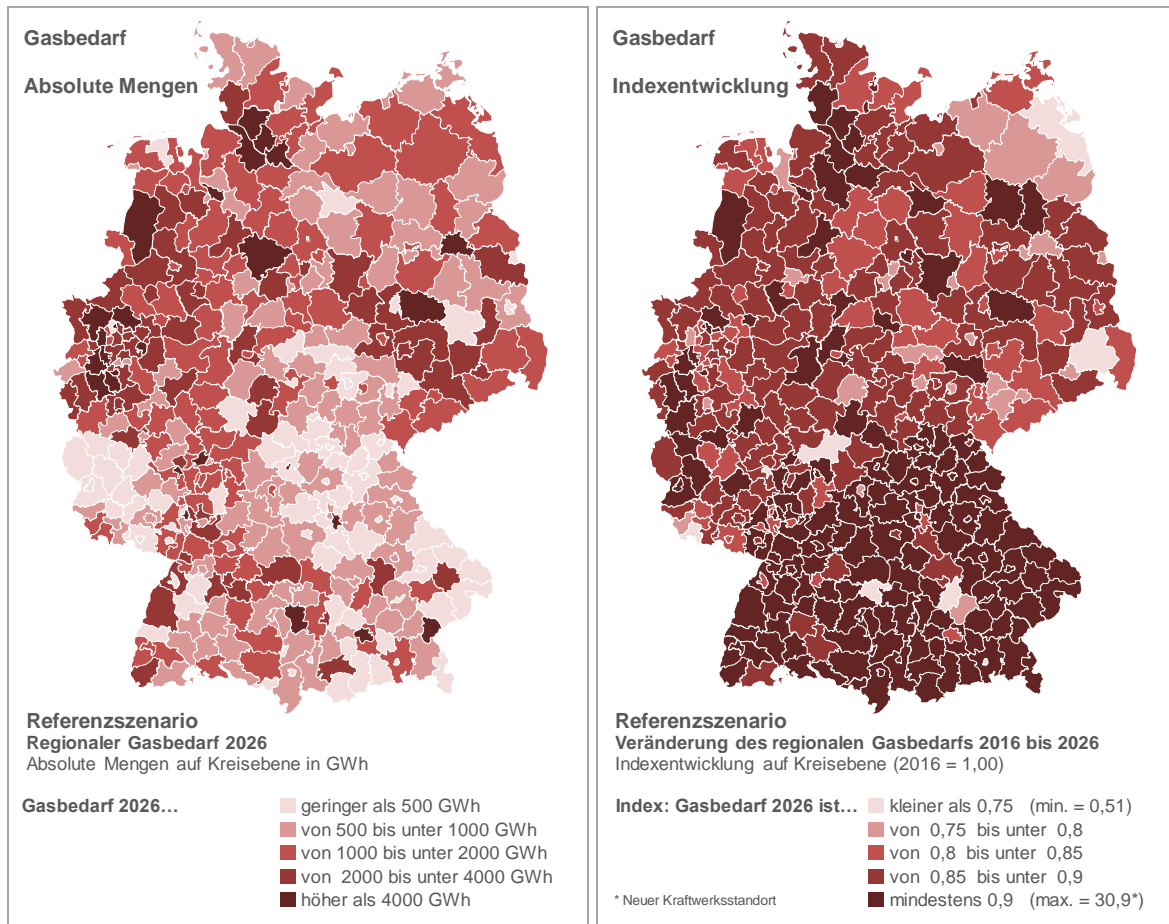 Gasbedarf
Absolute Mengen
Referenzszenario
Regionaler Gasbedarf 2026
Absolute Mengen auf Kreisebene in GWh
Gasbedarf 2026...
geringer als 500 GWh
von 500 bis unter 1000 GWh
von 1000 bis unter 2000 GWh
von 2000 bis unter 4000 GWh
höher als 4000 GWh
Gasbedarf
Indexentwicklung
Referenzszenario
Veränderung des regionalen Gasbedarfs 2016 bis 2026
Indexentwicklung auf Kreisebene (2016 = 1,00)
Index: Gasbedarf 2026 ist...
kleiner als 0,75 (min. = 0,51)
von 0,75 bis unter 0,8
von 0,8 bis unter 0,85
von 0,85 bis unter 0,9
mindestens 0,9 (max. = 30,9*)
* Neuer Kraftwerksstandort